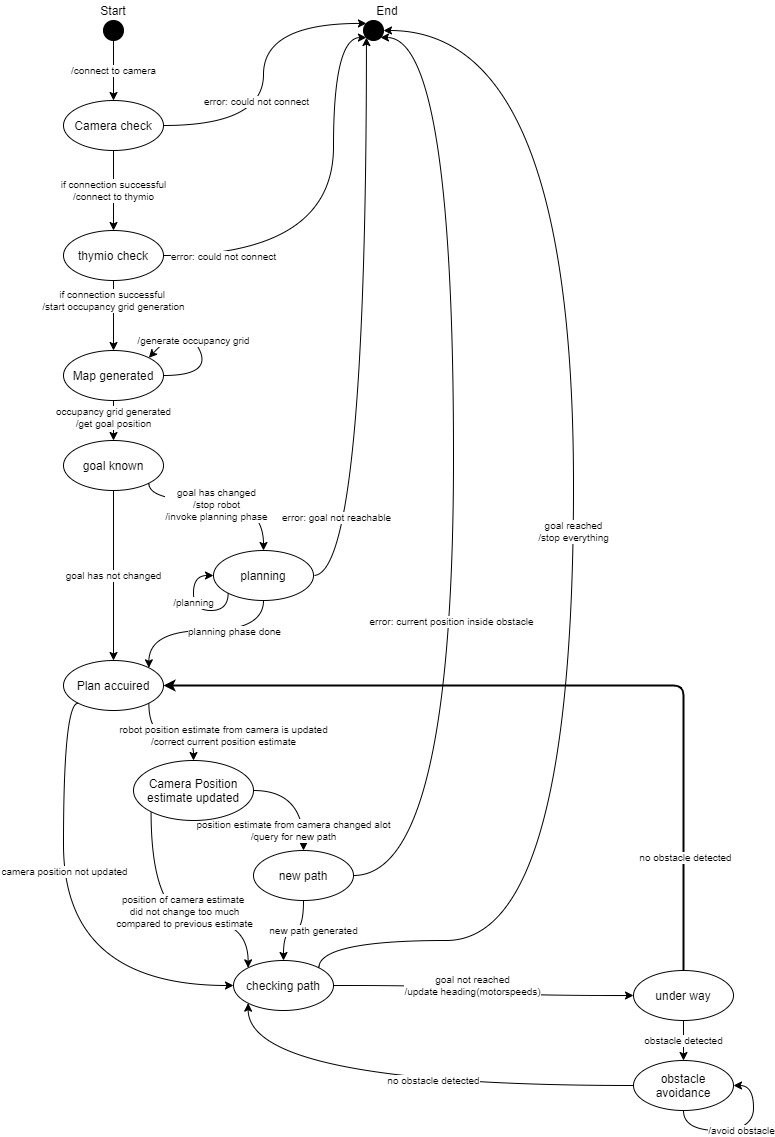 Start
End
/connect to camera
error: could not connect
Camera check
if connection successful
/connect to thymio
thymio check
error: could not connect
if connection successful
/start occupancy grid generation
/generate occupancy grid
Map generated
occupancy grid generated
/get goal position
goal known
goal has changed
/stop robot
/invoke planning phase
error: goal not reachable
goal reached
/stop everything
goal has not changed
planning
/planning
error: current position inside obstacle
planning phase done
Plan accuired
robot position estimate from camera is updated
/correct current position estimate
Camera Position
estimate updated
position estimate from camera changed alot
/query for new path
no obstacle detected
camera position not updated
new path
position of camera estimate
did not change too much
compared to previous estimate
new path generated
checking path
goal not reached
/update heading(motorspeeds)
under way
obstacle detected
no obstacle detected
obstacle
avoidance
/avoid obstacle